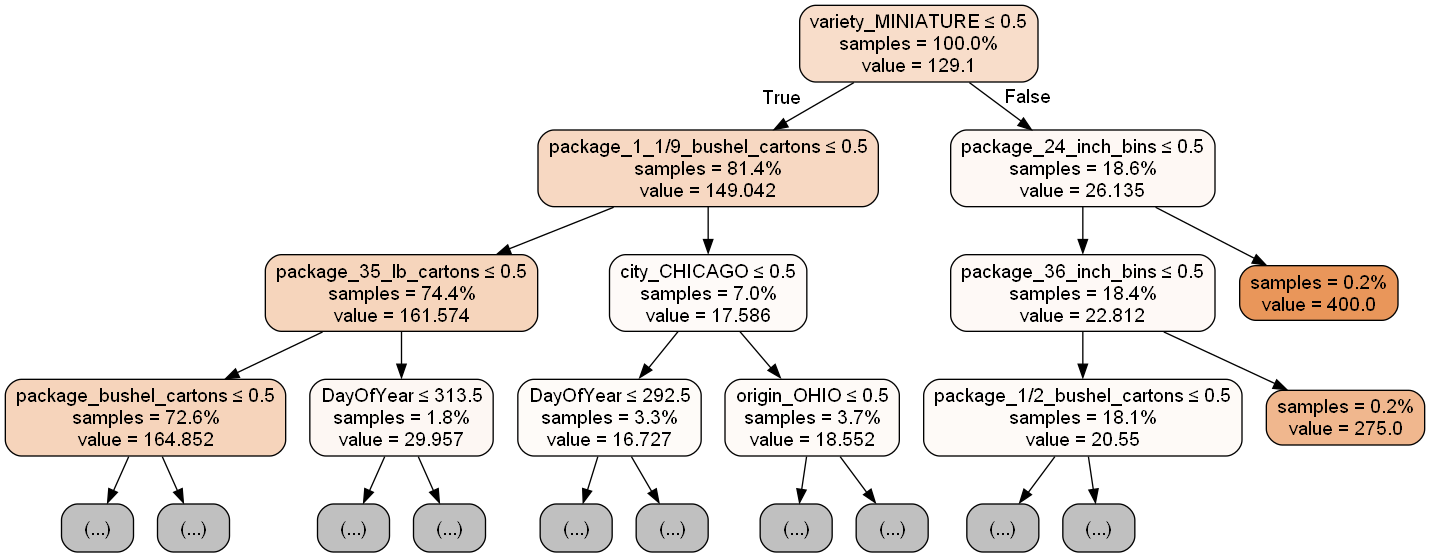 variety_MINIATURE ≤ 0.5
samples = 100.0%
value = 129.1
True
False
package_1_1/9_bushel_cartons ≤ 0.5
samples = 81.4%
value = 149.042
package_24_inch_bins ≤ 0.5
samples = 18.6%
value = 26.135
package_35_lb_cartons ≤ 0.5
samples = 74.4%
value = 161.574
city_CHICAGO ≤ 0.5
samples = 7.0%
value = 17.586
package_36_inch_bins ≤ 0.5
samples = 18.4%
value = 22.812
samples = 0.2%
value = 400.0
package_bushel_cartons ≤ 0.5
samples = 72.6%
value = 164.852
DayOfYear ≤ 313.5
samples = 1.8%
value = 29.957
DayOfYear ≤ 292.5
samples = 3.3%
value = 16.727
origin_OHIO ≤ 0.5
samples = 3.7%
value = 18.552
package_1/2_bushel_cartons ≤ 0.5
samples = 18.1%
value = 20.55
samples = 0.2%
value = 275.0
(...)
(...)
(...)
(...)
(...)
(...)
(...)
(...)
(...)
(...)